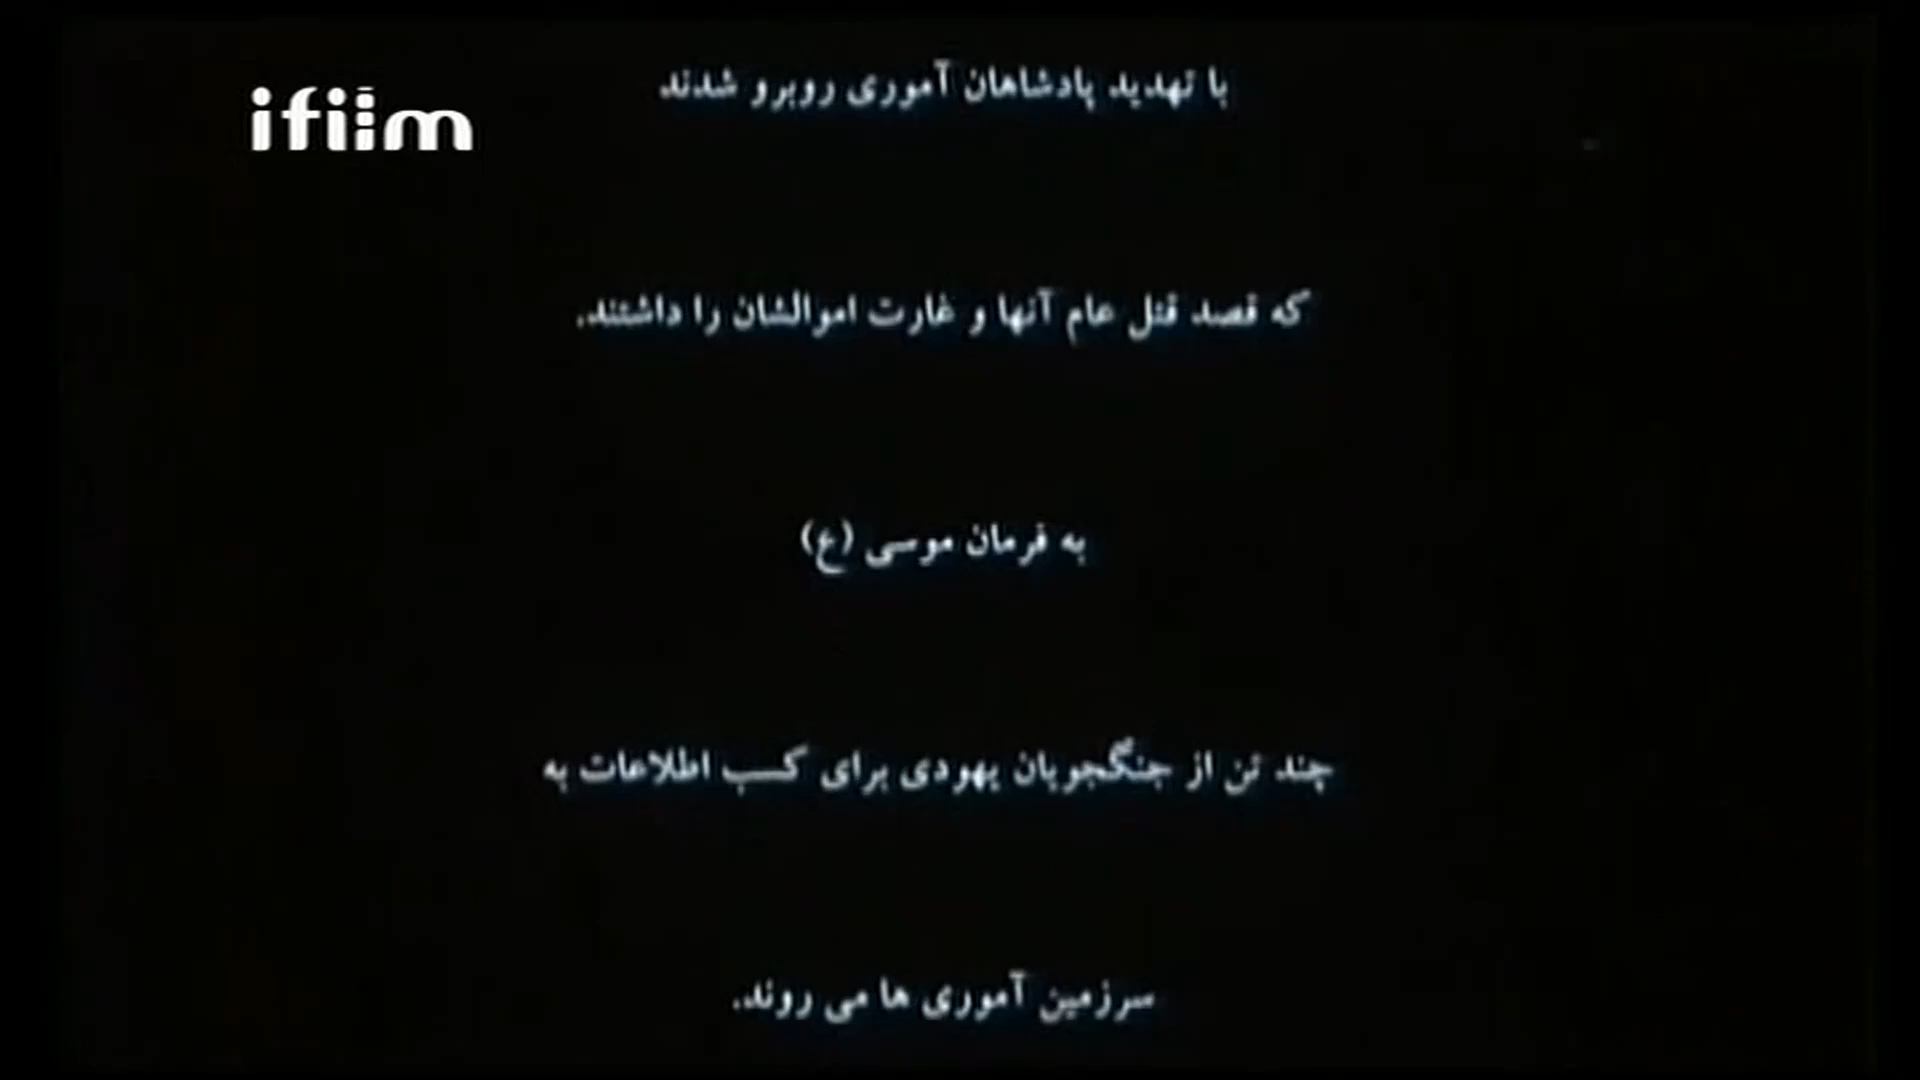 ifilm
با تهدید پادشاهان آموری روبرو شدند
که قصد قتل عام آنها و غارت اموالشان را داشتند.
به فرمان موسی (ع)
چند تن از جنگجویان یهودی برای کسب اطلاعات به
سرزمین آموری ها می روند.